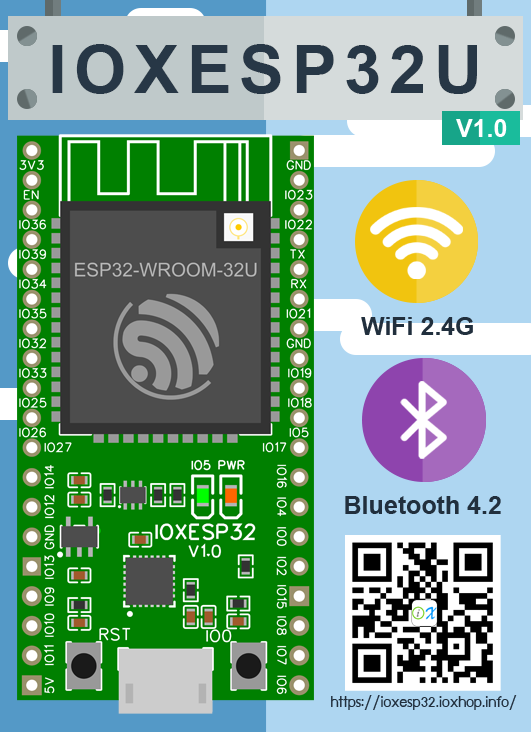 IOXESP32U
V1.0
3V3
EN
IO36
IO39
IO34
IO35
IO32
IO33
IO25
IO26
IO27
IO14
IO12
GND
IO13
IO9
IO10
IO11
5V
GND
IO23
IO22
TX
RX
IO21
GND
IO19
IO18
IO5
IO17
IO16
IO4
IO0
IO2
IO15
IO8
IO7
IO6
ESP32-WROOM-32U
IO5 PWR
IOXESP32
V1.0
RST
IO0
WiFi 2.4G
Bluetooth 4.2
iX
https://ioxesp32.ioxhop.info/